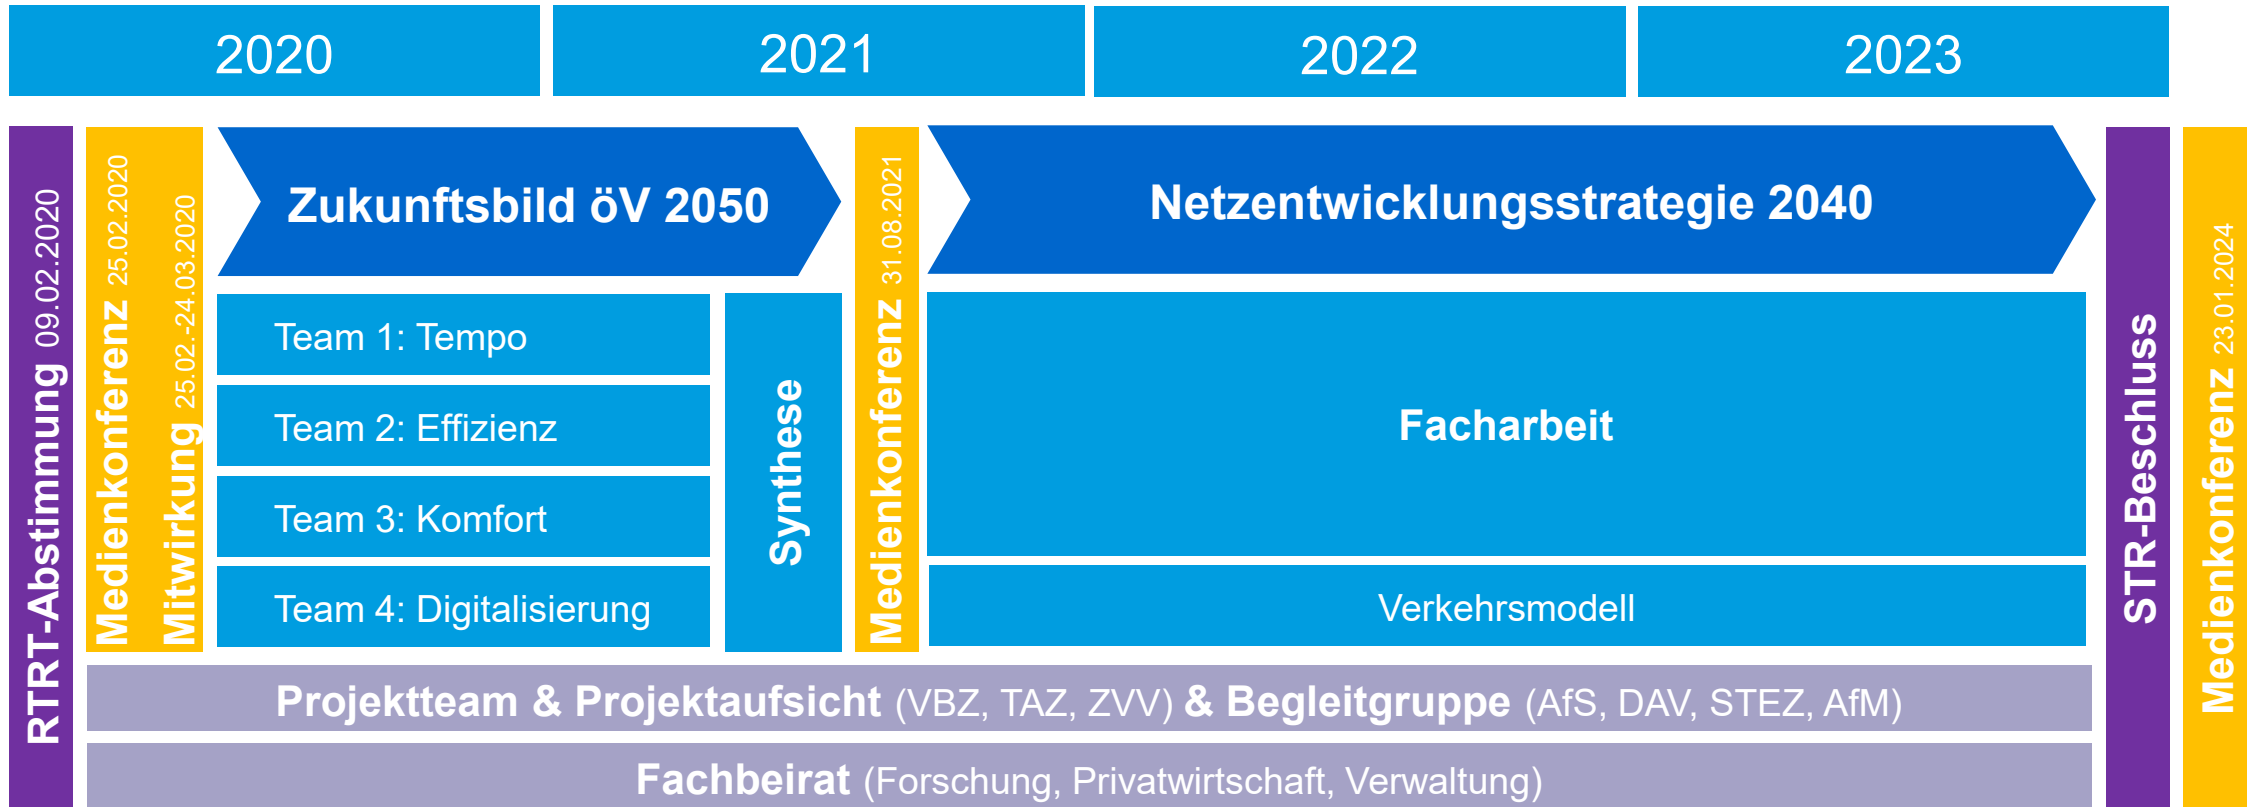 2020
2021
2022
2023
RTRT-Abstimmung 09.02.2020
Medienkonferenz 25.02.2020
Mitwirkung 25.02.-24.03.2020
Zukunftsbild öV 2050
Team 1: Tempo
Team 2: Effizienz
Team 3: Komfort
Team 4: Digitalisierung
Synthese
Medienkonferenz 31.08.2021
Netzentwicklungsstrategie 2040
Facharbeit
Verkehrsmodell
STR-Beschluss
Medienkonferenz 23.01.2024
Projektteam & Projektaufsicht (VBZ, TAZ, ZVV) & Begleitgruppe (AfS, DAV, STEZ, AfM)
Fachbeirat (Forschung, Privatwirtschaft, Verwaltung)